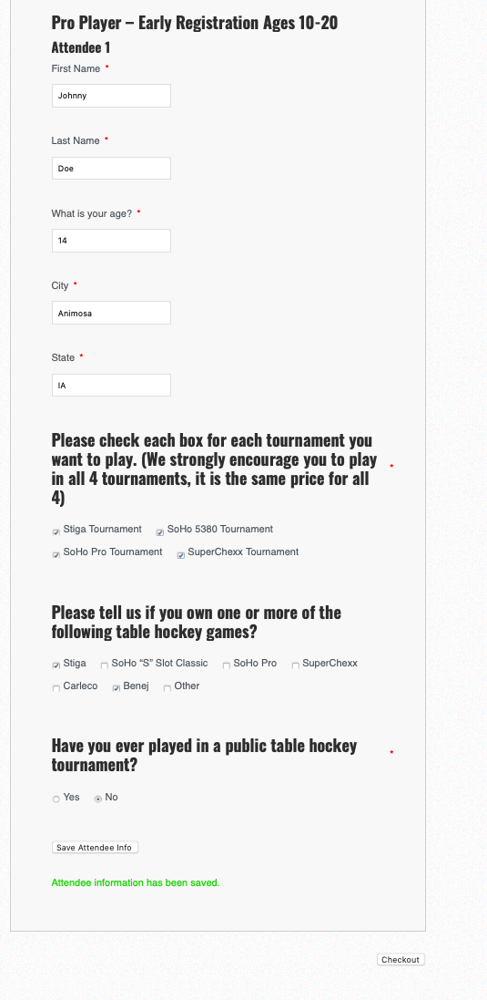 Pro Player – Early Registration Ages 10-20
Attendee 1
First Name *
Johnny
Last Name *
Doe
What is your age? *
14
City *
Animosa
State *
IA
Please check each box for each tournament you
want to play. (We strongly encourage you to play *
in all 4 tournaments, it is the same price for all
4)
Stiga Tournament SoHo 5380 Tournament
SoHo Pro Tournament SuperChexx Tournament
Please tell us if you own one or more of the
following table hockey games?
Stiga SoHo “S” Slot Classic SoHo Pro SuperChexx
Carleco Benej Other
Have you ever played in a public table hockey *
tournament?
Yes No
Save Attendee Info
Attendee information has been saved.
Checkout